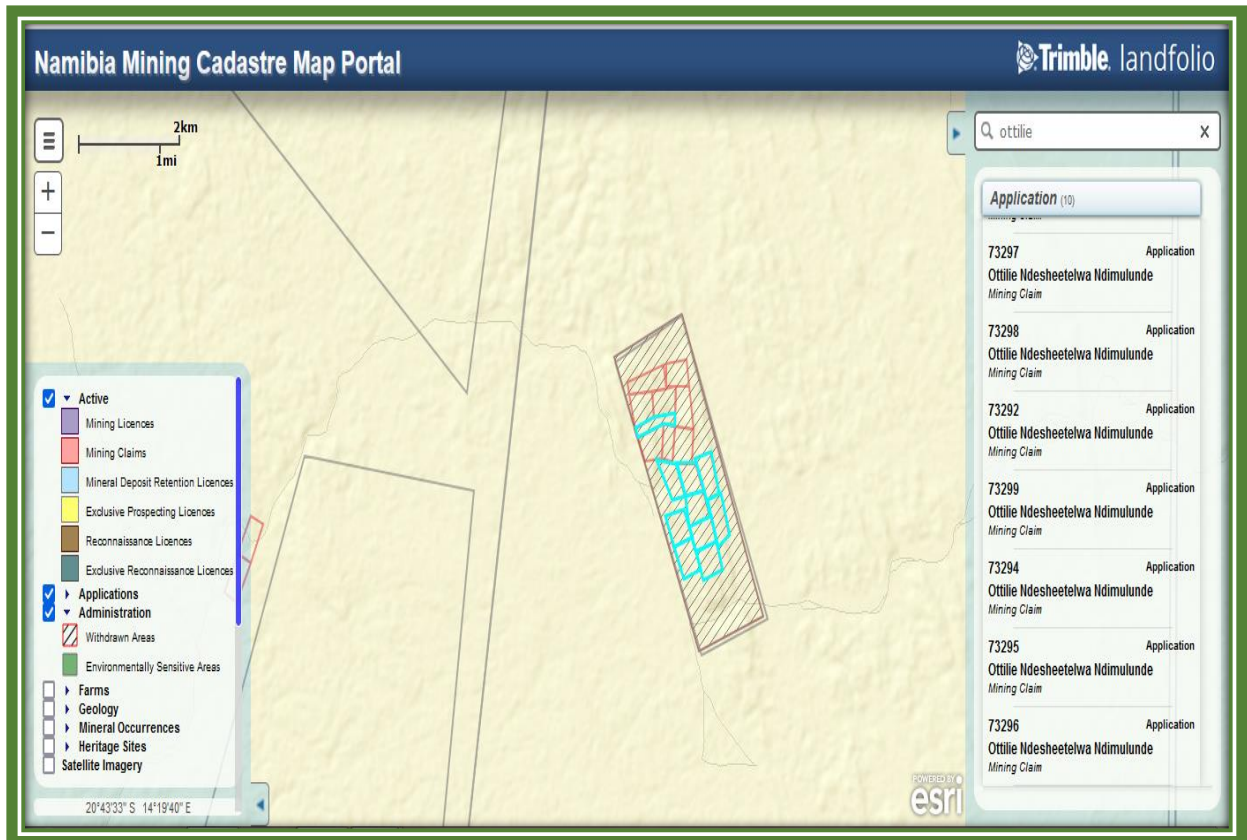 Namibia Mining Cadastre Map Portal
Trimble. landfolio
2km
1mi
+
−
ottilie
X
Application (10)
Mining Claim
73297 Application
Ottilie Ndesheetelwa Ndimulunde
Mining Claim
73298 Application
Ottilie Ndesheetelwa Ndimulunde
Mining Claim
73292 Application
Ottilie Ndesheetelwa Ndimulunde
Mining Claim
73299 Application
Ottilie Ndesheetelwa Ndimulunde
Mining Claim
73294 Application
Ottilie Ndesheetelwa Ndimulunde
Mining Claim
73295 Application
Ottilie Ndesheetelwa Ndimulunde
Mining Claim
73296 Application
Ottilie Ndesheetelwa Ndimulunde
Mining Claim
Active
Mining Licences
Mining Claims
Mineral Deposit Retention Licences
Exclusive Prospecting Licences
Reconnaissance Licences
Exclusive Reconnaissance Licences
Applications
Administration
Withdrawn Areas
Environmentally Sensitive Areas
Farms
Geology
Mineral Occurrences
Heritage Sites
Satellite Imagery
20°43'33" S 14°19'40" E
POWERED BY
esri